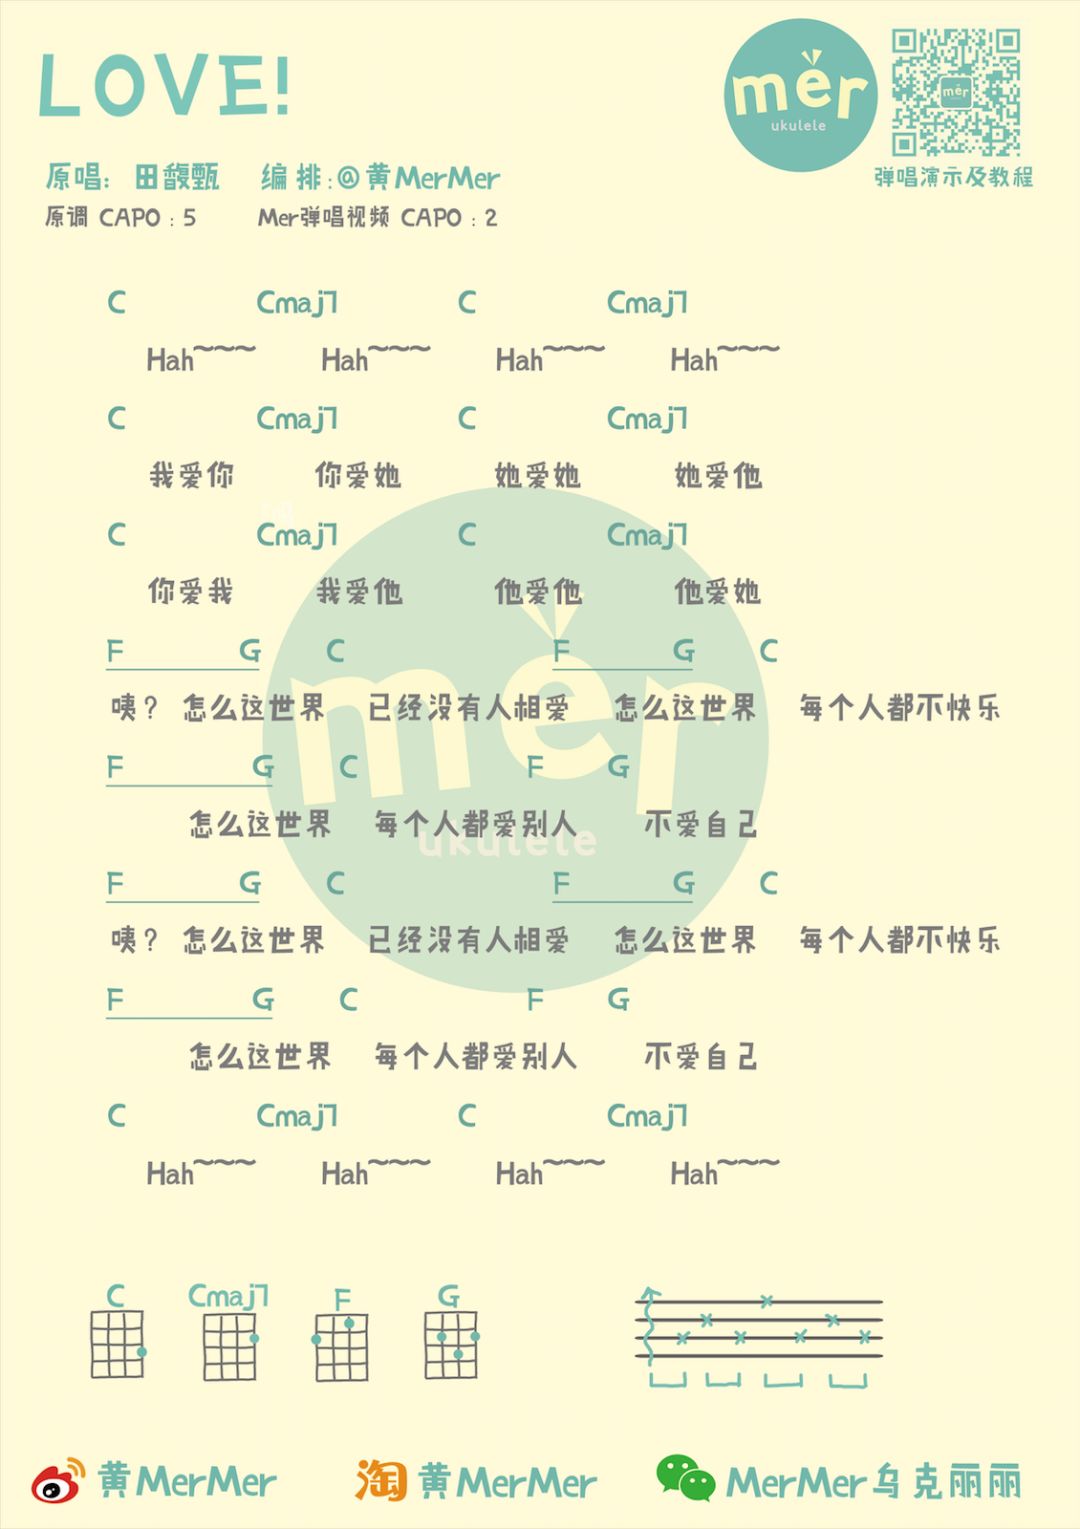 LOVE!
mer
ukulele
mer
弹唱演示及教程
原唱: 田馥甄 编排:@黄MerMer
原调 CAPO:5 Mer弹唱视频 CAPO:2
C Cmaj7 C Cmaj7
Hah~~~ Hah~~~ Hah~~~ Hah~~~
C Cmaj7 C Cmaj7
我爱你 你爱她 她爱她 她爱他
C Cmaj7 C Cmaj7
你爱我 我爱他 他爱他 他爱她
F G C F G C
咦? 怎么这世界 已经没有人相爱 怎么这世界 每个人都不快乐
F G C F G
怎么这世界 每个人都爱别人 不爱自己
F G C F G C
咦? 怎么这世界 已经没有人相爱 怎么这世界 每个人都不快乐
F G C F G
怎么这世界 每个人都爱别人 不爱自己
C Cmaj7 C Cmaj7
Hah~~~ Hah~~~ Hah~~~ Hah~~~
mer
ukulele
C Cmaj7 F G
黄MerMer 淘 黄MerMer MerMer乌克丽丽